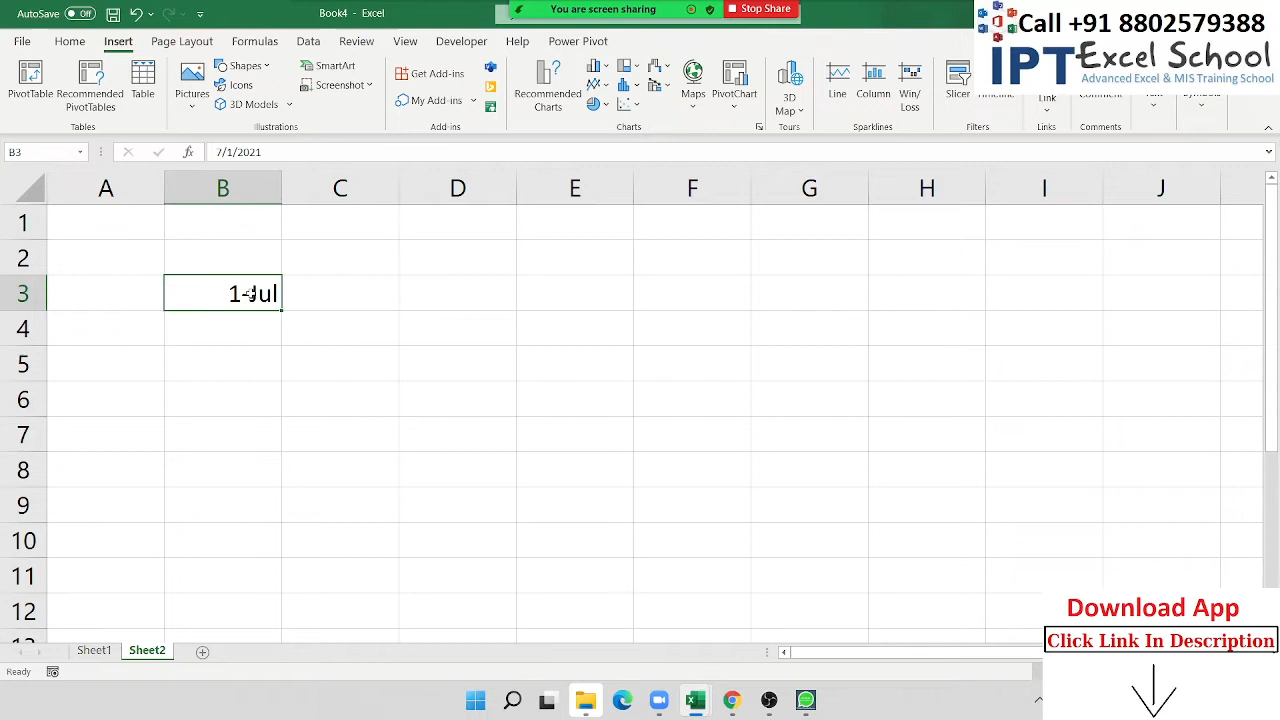 AutoSave Off Book4 - Excel You are screen sharing Stop Share
Call +91 8802579388
IPT Excel School
Advanced Excel & MIS Training School
File Home Insert Page Layout Formulas Data Review View Developer Help Power Pivot
PivotTable Recommended PivotTables Table
Tables
Pictures Shapes Icons 3D Models SmartArt Screenshot
Illustrations
Get Add-ins My Add-ins
Add-ins
Recommended Charts Maps PivotChart
Charts
3D Map
Tours
Line Column Win/Loss
Sparklines
Slicer Timeline
Filters
Link
Links
Comment
Comments
Symbols
B3 fx 7/1/2021
A B C D E F G H I J
1
2
3 1-Jul
4
5
6
7
8
9
10
11
12
13
Download App
Click Link In Description
Sheet1 Sheet2
Ready